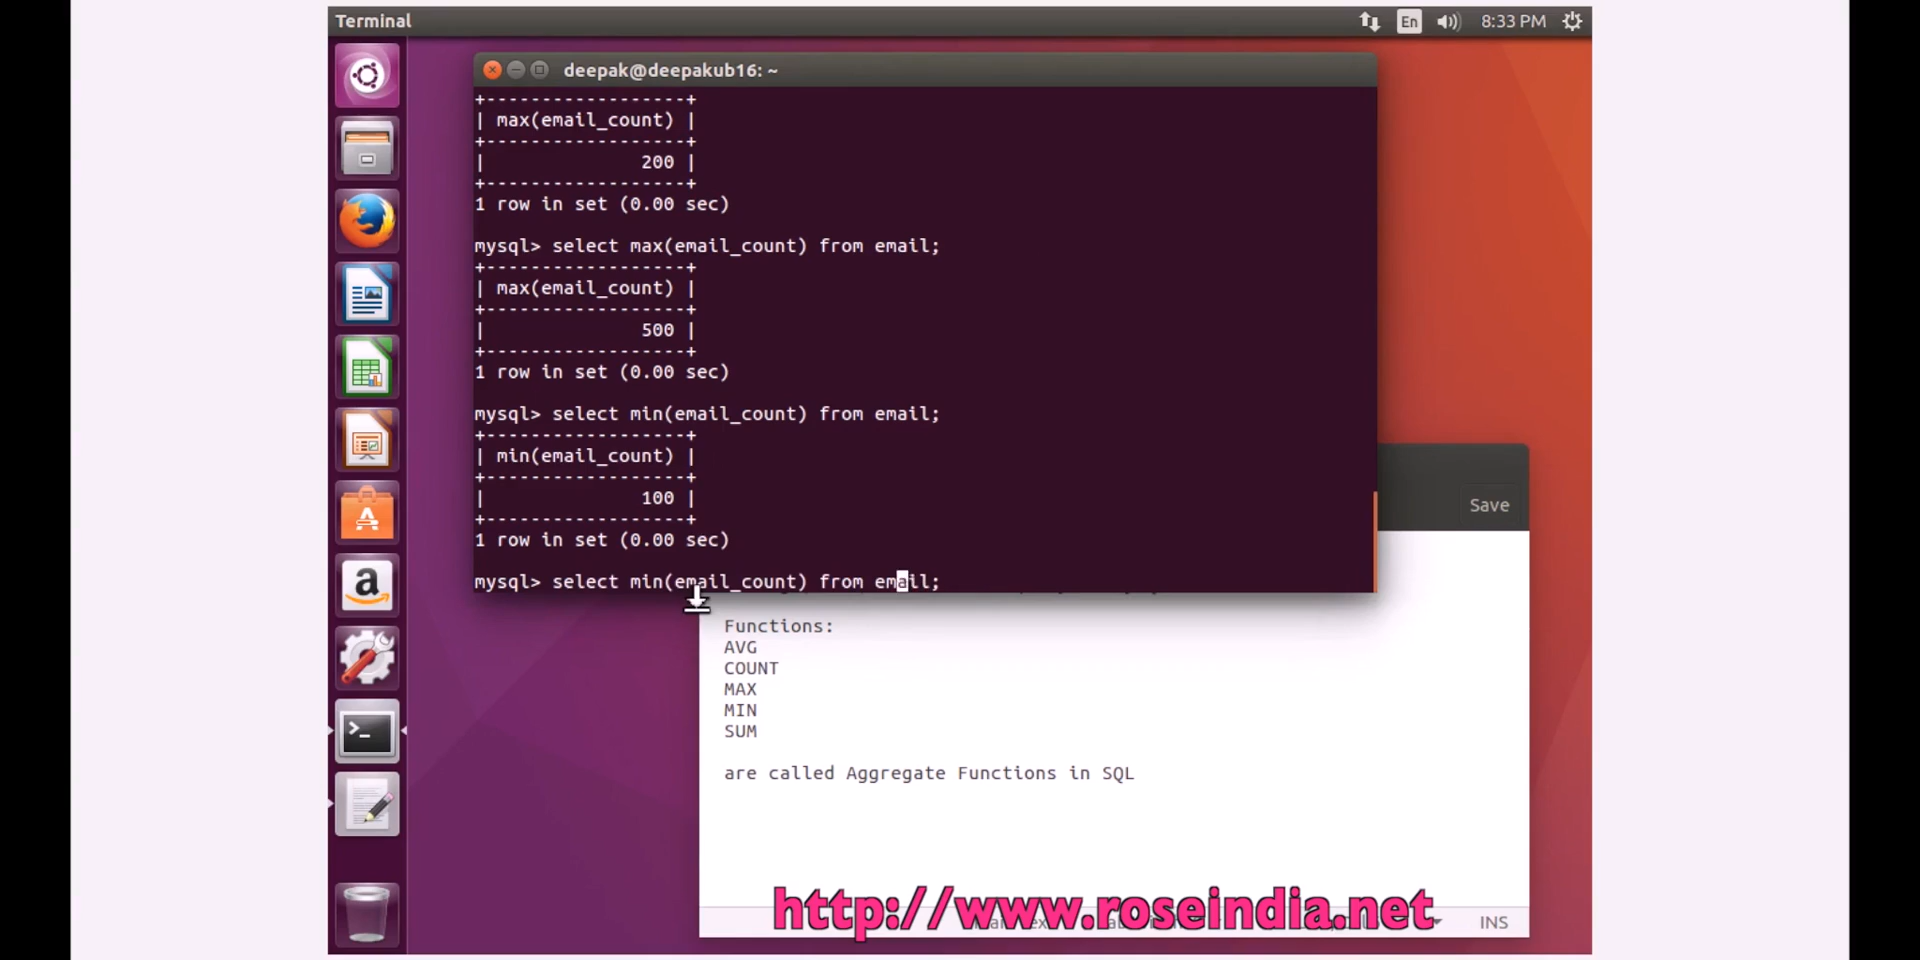 Terminal
En
8:33 PM
deepak@deepakub16: ~
+------------------+
| max(email_count) |
+------------------+
|              200 |
+------------------+
1 row in set (0.00 sec)
mysql> select max(email_count) from email;
+------------------+
| max(email_count) |
+------------------+
|              500 |
+------------------+
1 row in set (0.00 sec)
mysql> select min(email_count) from email;
+------------------+
| min(email_count) |
+------------------+
|              100 |
+------------------+
1 row in set (0.00 sec)
mysql> select min(email_count) from email;
Save
Functions:
AVG
COUNT
MAX
MIN
SUM
are called Aggregate Functions in SQL
http://www.roseindia.net
INS